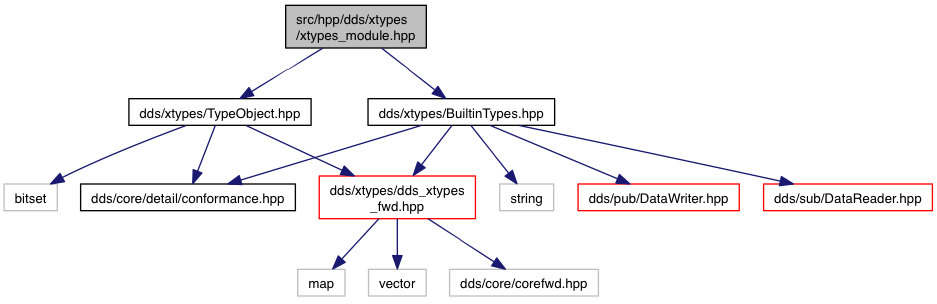 src/hpp/dds/xtypes
/xtypes_module.hpp
dds/xtypes/TypeObject.hpp
dds/xtypes/BuiltinTypes.hpp
bitset
dds/core/detail/conformance.hpp
dds/xtypes/dds_xtypes
_fwd.hpp
string
dds/pub/DataWriter.hpp
dds/sub/DataReader.hpp
map
vector
dds/core/corefwd.hpp